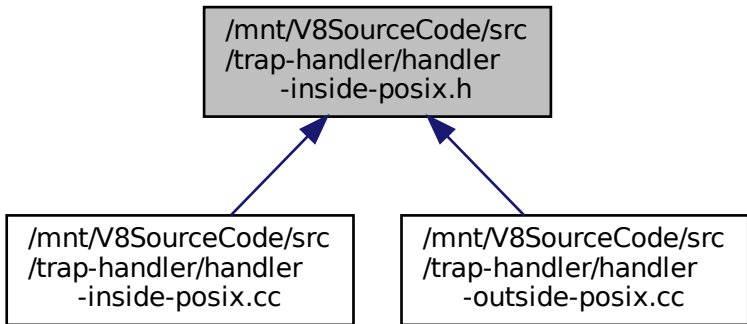 /mnt/V8SourceCode/src
/trap-handler/handler
-inside-posix.h
/mnt/V8SourceCode/src
/trap-handler/handler
-inside-posix.cc
/mnt/V8SourceCode/src
/trap-handler/handler
-outside-posix.cc